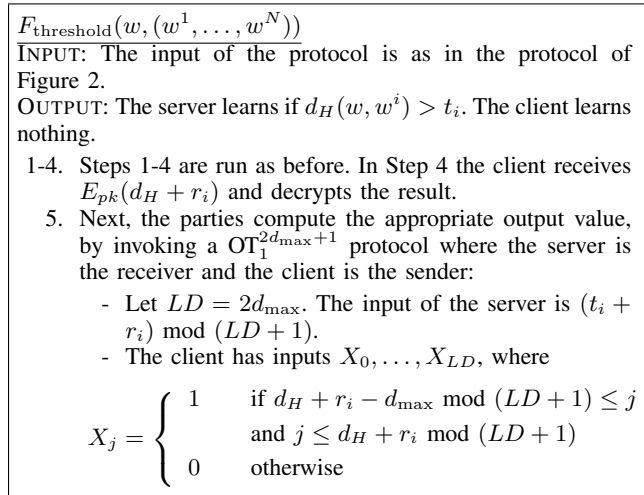 F_threshold(w, (w^1, . . . , w^N))
INPUT: The input of the protocol is as in the protocol of
Figure 2.
OUTPUT: The server learns if d_H(w, w^i) > t_i. The client learns
nothing.
1-4. Steps 1-4 are run as before. In Step 4 the client receives
E_{pk}(d_H + r_i) and decrypts the result.
5. Next, the parties compute the appropriate output value,
by invoking a OT_1^{2d_max+1} protocol where the server is
the receiver and the client is the sender:
- Let LD = 2d_max. The input of the server is (t_i +
r_i) mod (LD + 1).
- The client has inputs X_0, . . . , X_{LD}, where
X_j = { 1 if d_H + r_i − d_max mod (LD + 1) ≤ j
and j ≤ d_H + r_i mod (LD + 1)
0 otherwise